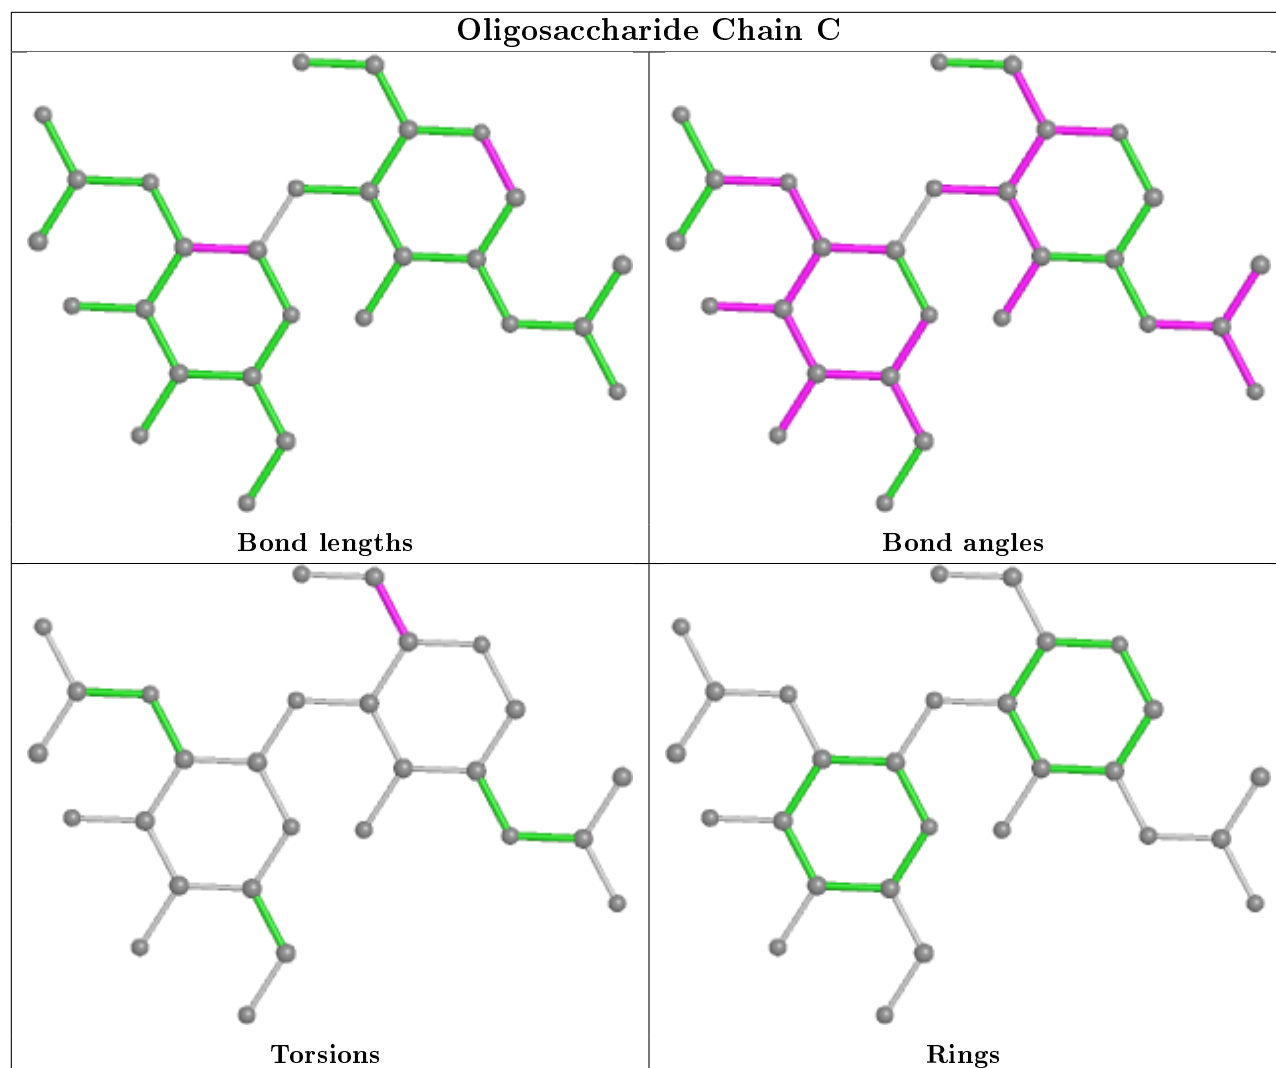 Oligosaccharide Chain C
Bond lengths
Bond angles
Torsions
Rings